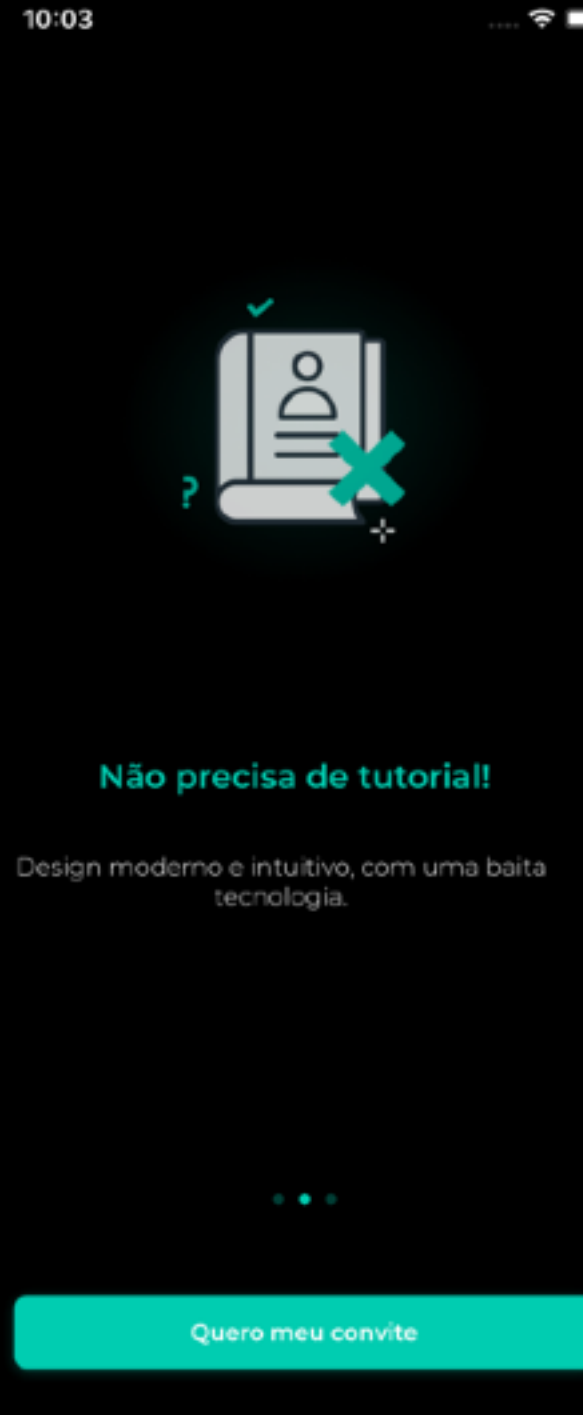 10:03
?
Não precisa de tutorial!
Design moderno e intuitivo, com uma baita
tecnologia.
Quero meu convite